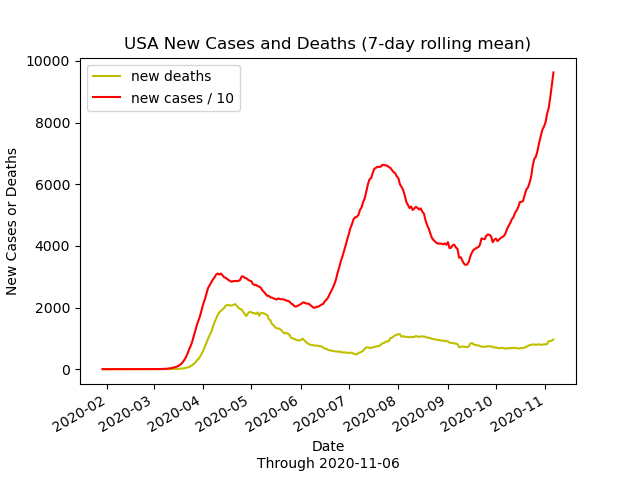 USA New Cases and Deaths (7-day rolling mean)
new deaths
new cases / 10
New Cases or Deaths
10000
8000
6000
4000
2000
0
2020-02
2020-03
2020-04
2020-05
2020-06
2020-07
2020-08
2020-09
2020-10
2020-11
Date
Through 2020-11-06